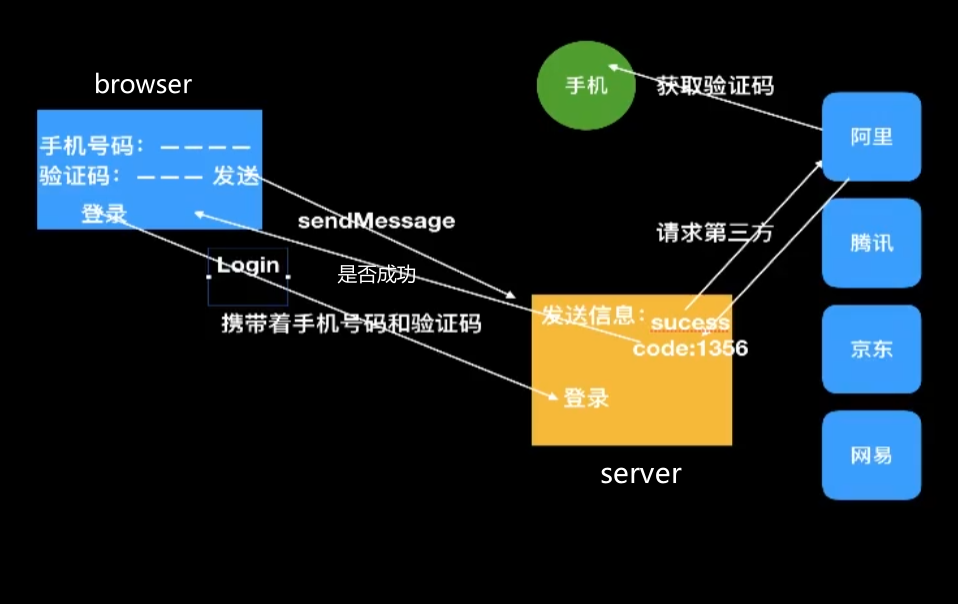 browser
手机号码：————
验证码：——— 发送
登录
手机
获取验证码
阿里
sendMessage
请求第三方
腾讯
Login
是否成功
携带着手机号码和验证码
发送信息：sucess
code:1356
京东
登录
网易
server